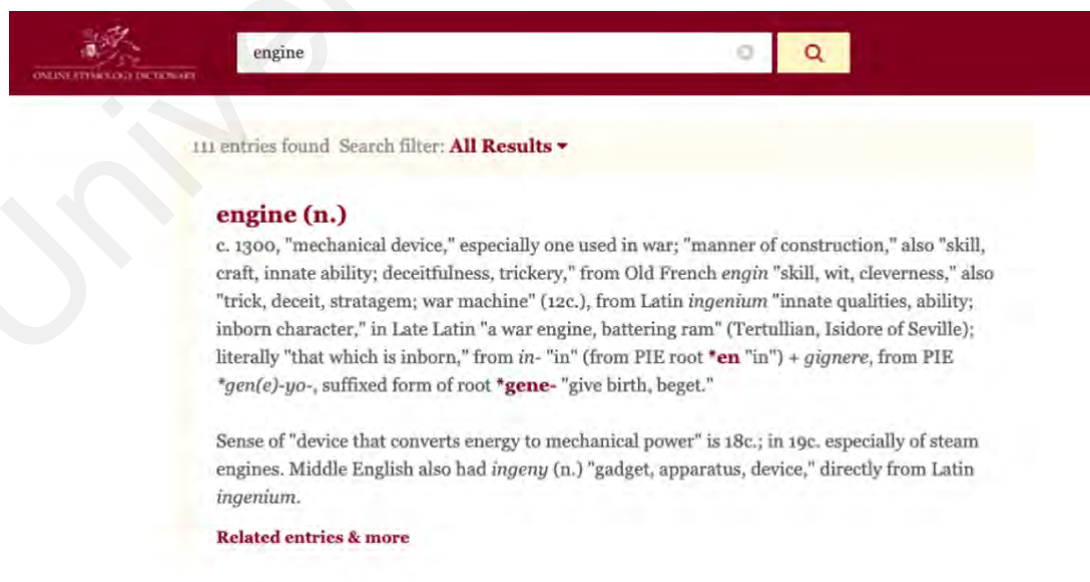 ONLINE ETYMOLOGY DICTIONARY
engine
111 entries found Search filter: All Results
engine (n.)
c. 1300, "mechanical device," especially one used in war; "manner of construction," also "skill,
craft, innate ability; deceitfulness, trickery," from Old French engin "skill, wit, cleverness," also
"trick, deceit, stratagem; war machine" (12c.), from Latin ingenium "innate qualities, ability;
inborn character," in Late Latin "a war engine, battering ram" (Tertullian, Isidore of Seville);
literally "that which is inborn," from in- "in" (from PIE root *en "in") + gignere, from PIE
*gen(e)-yo-, suffixed form of root *gene- "give birth, beget."
Sense of "device that converts energy to mechanical power" is 18c.; in 19c. especially of steam
engines. Middle English also had ingeny (n.) "gadget, apparatus, device," directly from Latin
ingenium.
Related entries & more